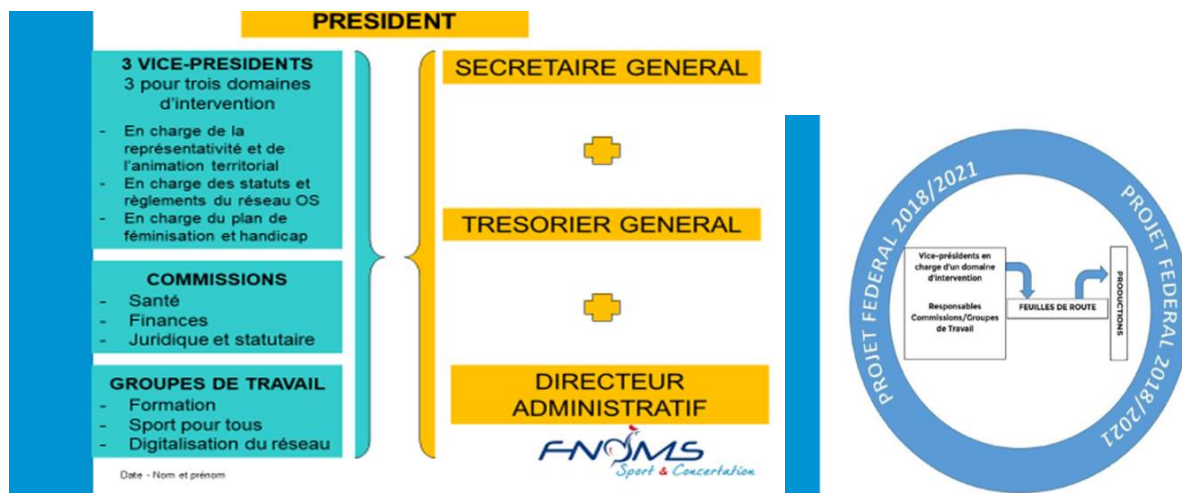 PRESIDENT
3 VICE-PRESIDENTS
3 pour trois domaines
d'intervention
- En charge de la
représentativité et de
l'animation territorial
- En charge des statuts et
règlements du réseau OS
- En charge du plan de
féminisation et handicap
COMMISSIONS
- Santé
- Finances
- Juridique et statutaire
GROUPES DE TRAVAIL
- Formation
- Sport pour tous
- Digitalisation du réseau
Date - Nom et prénom
SECRETAIRE GENERAL
TRESORIER GENERAL
DIRECTEUR
ADMINISTRATIF
FNOMS
Sport & Concertation
PROJET FEDERAL 2018/2021
PROJET FEDERAL 2018/2021
Vice-présidents en
charge d'un domaine
d'intervention
Responsables
Commissions/Groupes
de Travail
FEUILLES DE ROUTE
PRODUCTIONS